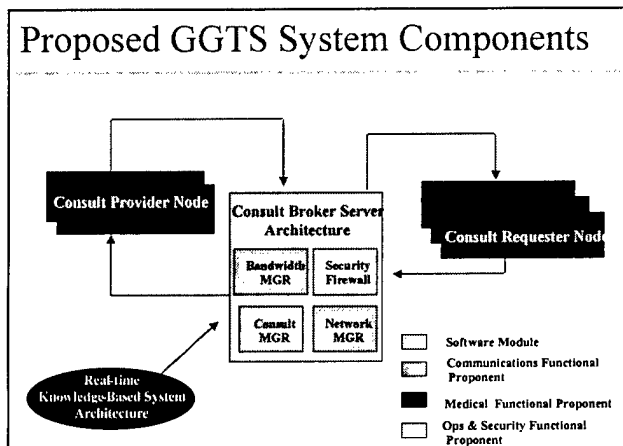 Proposed GGTS System Components
Consult Provider Node
Consult Broker Server
Architecture
Consult Requester Node
Bandwidth
MGR
Security
Firewall
Consult
MGR
Network
MGR
Real-time
Knowledge-Based System
Architecture
Software Module
Communications Functional
Proponent
Medical Functional Proponent
Ops & Security Functional
Proponent